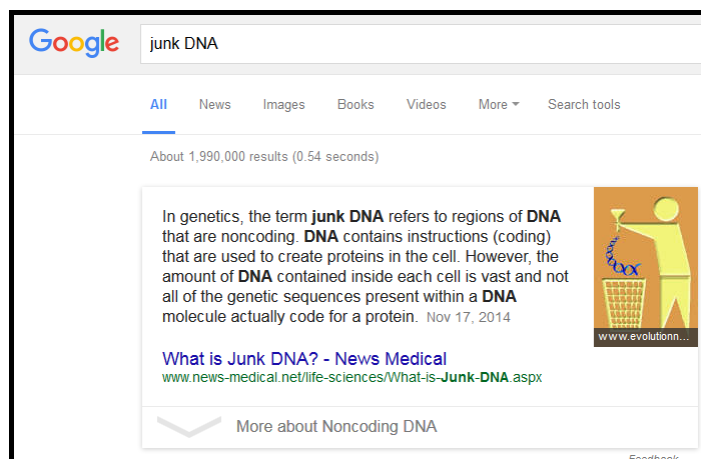 Google
junk DNA
All News Images Books Videos More Search tools
About 1,990,000 results (0.54 seconds)
In genetics, the term junk DNA refers to regions of DNA
that are noncoding. DNA contains instructions (coding)
that are used to create proteins in the cell. However, the
amount of DNA contained inside each cell is vast and not
all of the genetic sequences present within a DNA
molecule actually code for a protein. Nov 17, 2014
www.evolutionn...
What is Junk DNA? - News Medical
www.news-medical.net/life-sciences/What-is-Junk-DNA.aspx
More about Noncoding DNA
Feedback